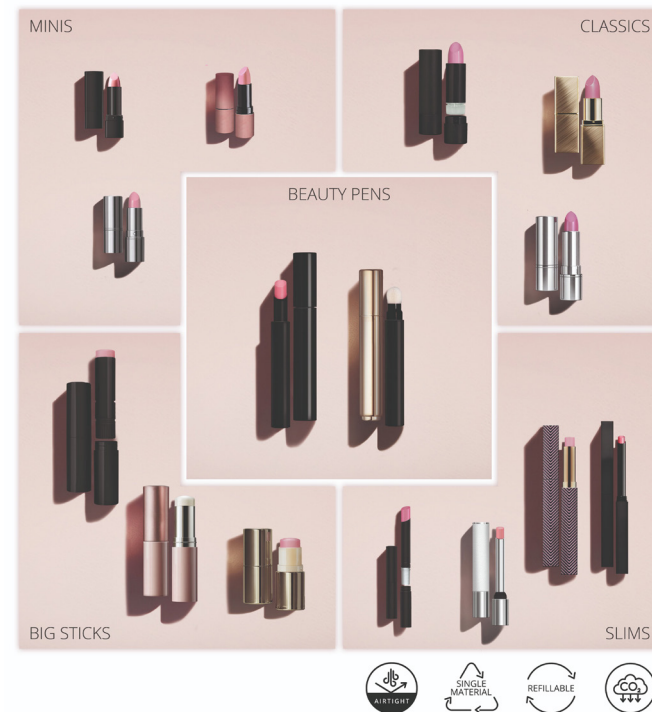 MINIS
CLASSICS
BEAUTY PENS
BIG STICKS
SLIMS
AIRTIGHT
SINGLE
MATERIAL
REFILLABLE
CO₂